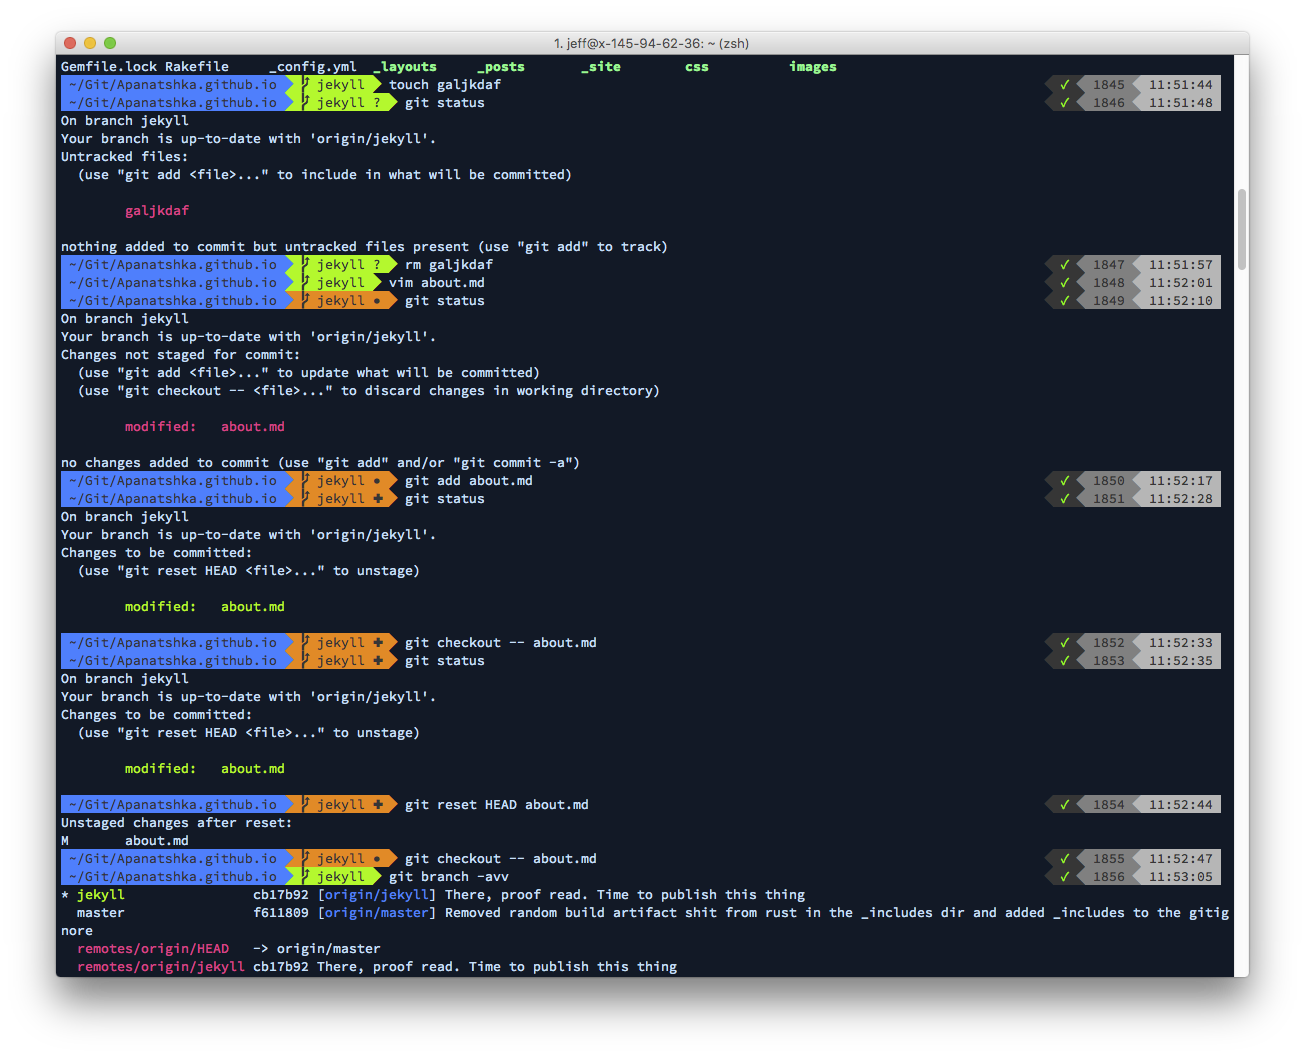 1. jeff@x-145-94-62-36: ~ (zsh)
Gemfile.lock Rakefile _config.yml _layouts _posts _site css images
~/Git/Apanatshka.github.io jekyll touch galjkdaf ✓ 1845 11:51:44
~/Git/Apanatshka.github.io jekyll ? git status ✓ 1846 11:51:48
On branch jekyll
Your branch is up-to-date with 'origin/jekyll'.
Untracked files:
(use "git add <file>..." to include in what will be committed)
galjkdaf
nothing added to commit but untracked files present (use "git add" to track)
~/Git/Apanatshka.github.io jekyll ? rm galjkdaf ✓ 1847 11:51:57
~/Git/Apanatshka.github.io jekyll vim about.md ✓ 1848 11:52:01
~/Git/Apanatshka.github.io jekyll ● git status ✓ 1849 11:52:10
On branch jekyll
Your branch is up-to-date with 'origin/jekyll'.
Changes not staged for commit:
(use "git add <file>..." to update what will be committed)
(use "git checkout -- <file>..." to discard changes in working directory)
modified: about.md
no changes added to commit (use "git add" and/or "git commit -a")
~/Git/Apanatshka.github.io jekyll ● git add about.md ✓ 1850 11:52:17
~/Git/Apanatshka.github.io jekyll ✚ git status ✓ 1851 11:52:28
On branch jekyll
Your branch is up-to-date with 'origin/jekyll'.
Changes to be committed:
(use "git reset HEAD <file>..." to unstage)
modified: about.md
~/Git/Apanatshka.github.io jekyll ✚ git checkout -- about.md ✓ 1852 11:52:33
~/Git/Apanatshka.github.io jekyll ✚ git status ✓ 1853 11:52:35
On branch jekyll
Your branch is up-to-date with 'origin/jekyll'.
Changes to be committed:
(use "git reset HEAD <file>..." to unstage)
modified: about.md
~/Git/Apanatshka.github.io jekyll ✚ git reset HEAD about.md ✓ 1854 11:52:44
Unstaged changes after reset:
M about.md
~/Git/Apanatshka.github.io jekyll ● git checkout -- about.md ✓ 1855 11:52:47
~/Git/Apanatshka.github.io jekyll git branch -avv ✓ 1856 11:53:05
* jekyll cb17b92 [origin/jekyll] There, proof read. Time to publish this thing
master f611809 [origin/master] Removed random build artifact shit from rust in the _includes dir and added _includes to the gitig
nore
remotes/origin/HEAD -> origin/master
remotes/origin/jekyll cb17b92 There, proof read. Time to publish this thing